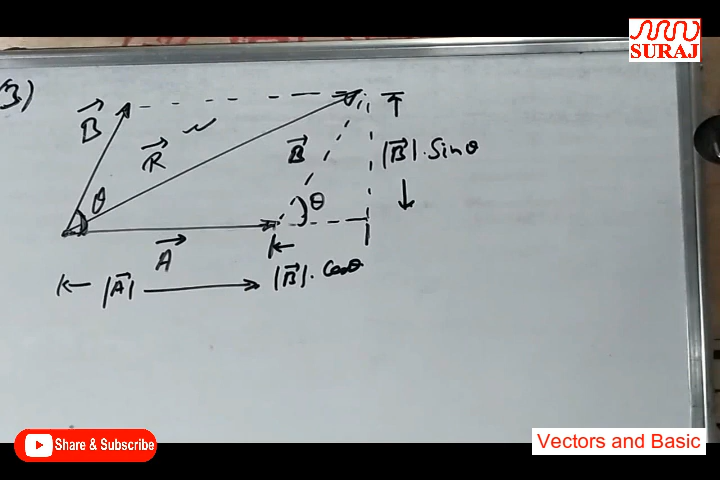 SURAJ
3)
B⃗
R⃗
θ
B⃗
|B⃗|. Sinθ
θ
A⃗
|A⃗|
|B⃗|. Cosθ
Share & Subscribe
Vectors and Basic